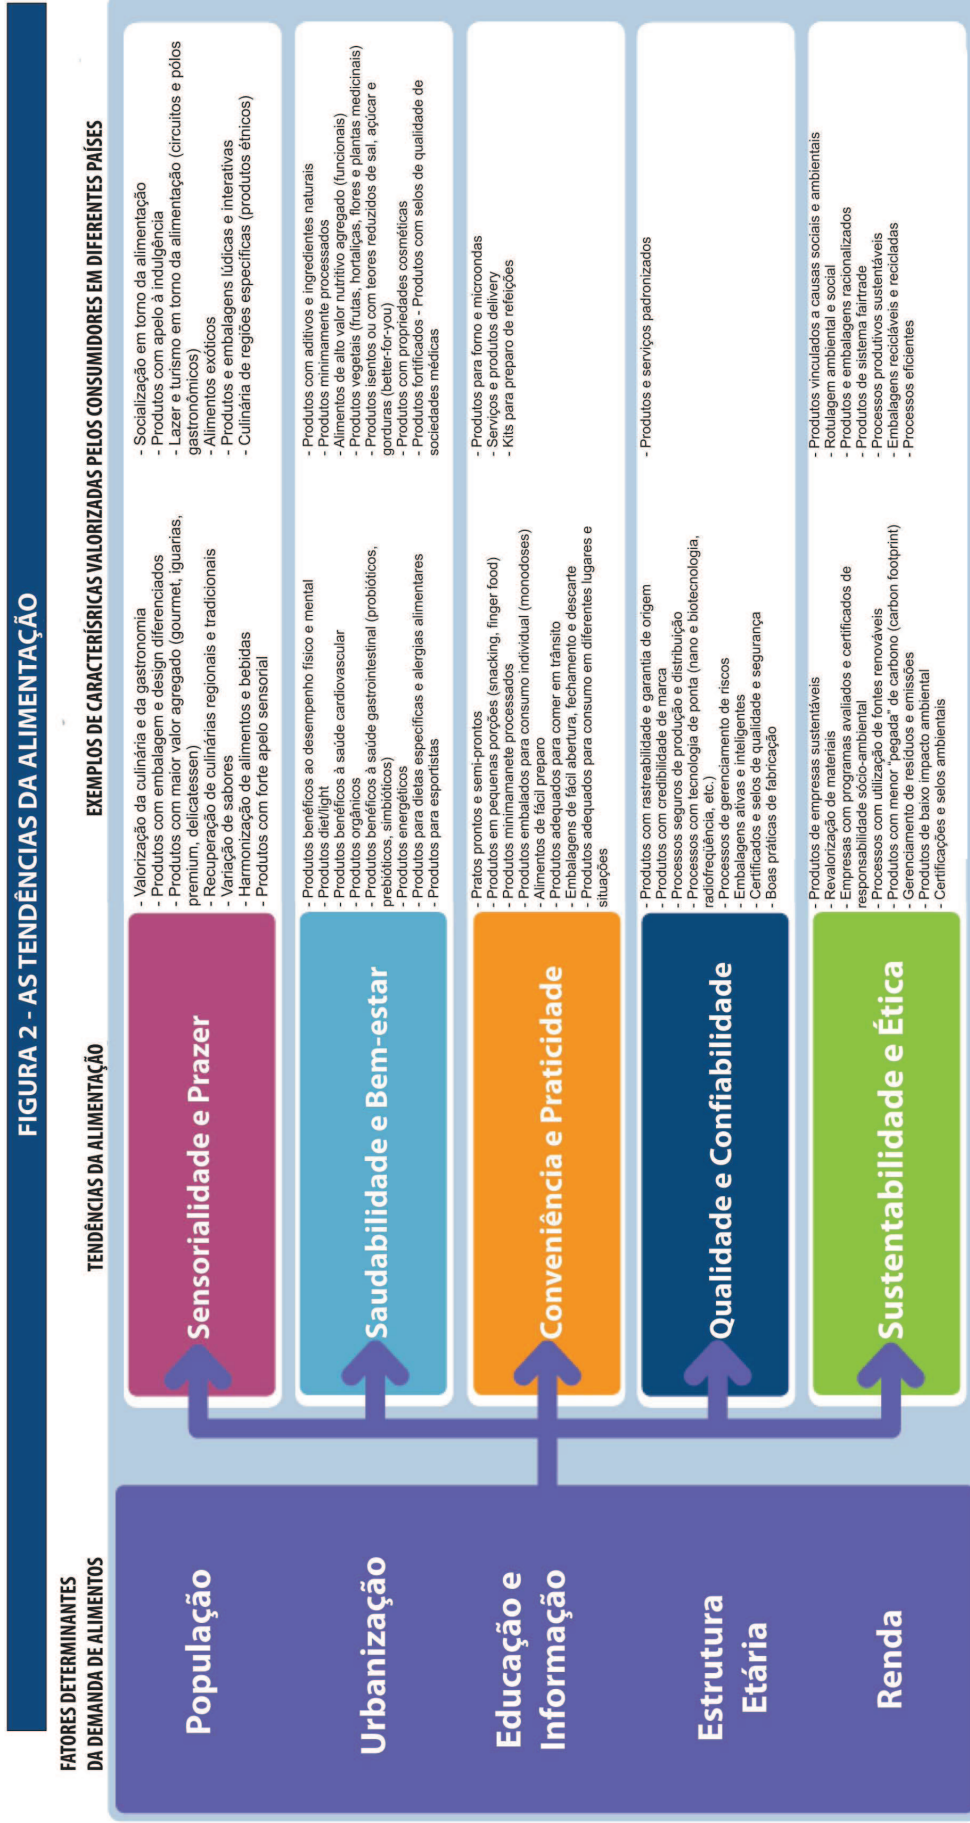 FIGURA 2 - AS TENDÊNCIAS DA ALIMENTAÇÃO
FATORES DETERMINANTES
DA DEMANDA DE ALIMENTOS
TENDÊNCIAS DA ALIMENTAÇÃO
EXEMPLOS DE CARACTERÍSRICAS VALORIZADAS PELOS CONSUMIDORES EM DIFERENTES PAÍSES
População
Urbanização
Educação e
Informação
Estrutura
Etária
Renda
Sensorialidade e Prazer
- Valorização da culinária e da gastronomia
- Produtos com embalagem e design diferenciados
- Produtos com maior valor agregado (gourmet, iguarias,
premium, delicatessen)
- Recuperação de culinárias regionais e tradicionais
- Variação de sabores
- Harmonização de alimentos e bebidas
- Produtos com forte apelo sensorial
- Socialização em torno da alimentação
- Produtos com apelo à indulgência
- Lazer e turismo em torno da alimentação (circuitos e pólos
gastronômicos)
- Alimentos exóticos
- Produtos e embalagens lúdicas e interativas
- Culinária de regiões específicas (produtos étnicos)
Saudabilidade e Bem-estar
- Produtos benéficos ao desempenho físico e mental
- Produtos diet/light
- Produtos benéficos à saúde cardiovascular
- Produtos orgânicos
- Produtos benéficos à saúde gastrointestinal (probióticos,
prebióticos, simbióticos)
- Produtos energéticos
- Produtos para dietas específicas e alergias alimentares
- Produtos para esportistas
- Produtos com aditivos e ingredientes naturais
- Produtos minimamente processados
- Alimentos de alto valor nutritivo agregado (funcionais)
- Produtos vegetais (frutas, hortaliças, flores e plantas medicinais)
- Produtos isentos ou com teores reduzidos de sal, açúcar e
gorduras (better-for-you)
- Produtos com propriedades cosméticas
- Produtos fortificados - Produtos com selos de qualidade de
sociedades médicas
Conveniência e Praticidade
- Pratos prontos e semi-prontos
- Produtos em pequenas porções (snacking, finger food)
- Produtos minimamanete processados
- Produtos embalados para consumo individual (monodoses)
- Alimentos de fácil preparo
- Produtos adequados para comer em trânsito
- Embalagens de fácil abertura, fechamento e descarte
- Produtos adequados para consumo em diferentes lugares e
situações
- Produtos para forno e microondas
- Serviços e produtos delivery
- Kits para preparo de refeições
Qualidade e Confiabilidade
- Produtos com rastreabilidade e garantia de origem
- Produtos com credibilidade de marca
- Processos seguros de produção e distribuição
- Processos com tecnologia de ponta (nano e biotecnologia,
radiofreqüência, etc.)
- Processos de gerenciamento de riscos
- Embalagens ativas e inteligentes
- Certificados e selos de qualidade e segurança
- Boas práticas de fabricação
- Produtos e serviços padronizados
Sustentabilidade e Ética
- Produtos de empresas sustentáveis
- Revalorização de materiais
- Empresas com programas avaliados e certificados de
responsabilidade sócio-ambiental
- Processos com utilização de fontes renováveis
- Produtos com menor "pegada" de carbono (carbon footprint)
- Gerenciamento de resíduos e emissões
- Produtos de baixo impacto ambiental
- Certificações e selos ambientais
- Produtos vinculados a causas sociais e ambientais
- Rotulagem ambiental e social
- Produtos e embalagens racionalizados
- Produtos de sistema fairtrade
- Processos produtivos sustentáveis
- Embalagens recicláveis e recicladas
- Processos eficientes